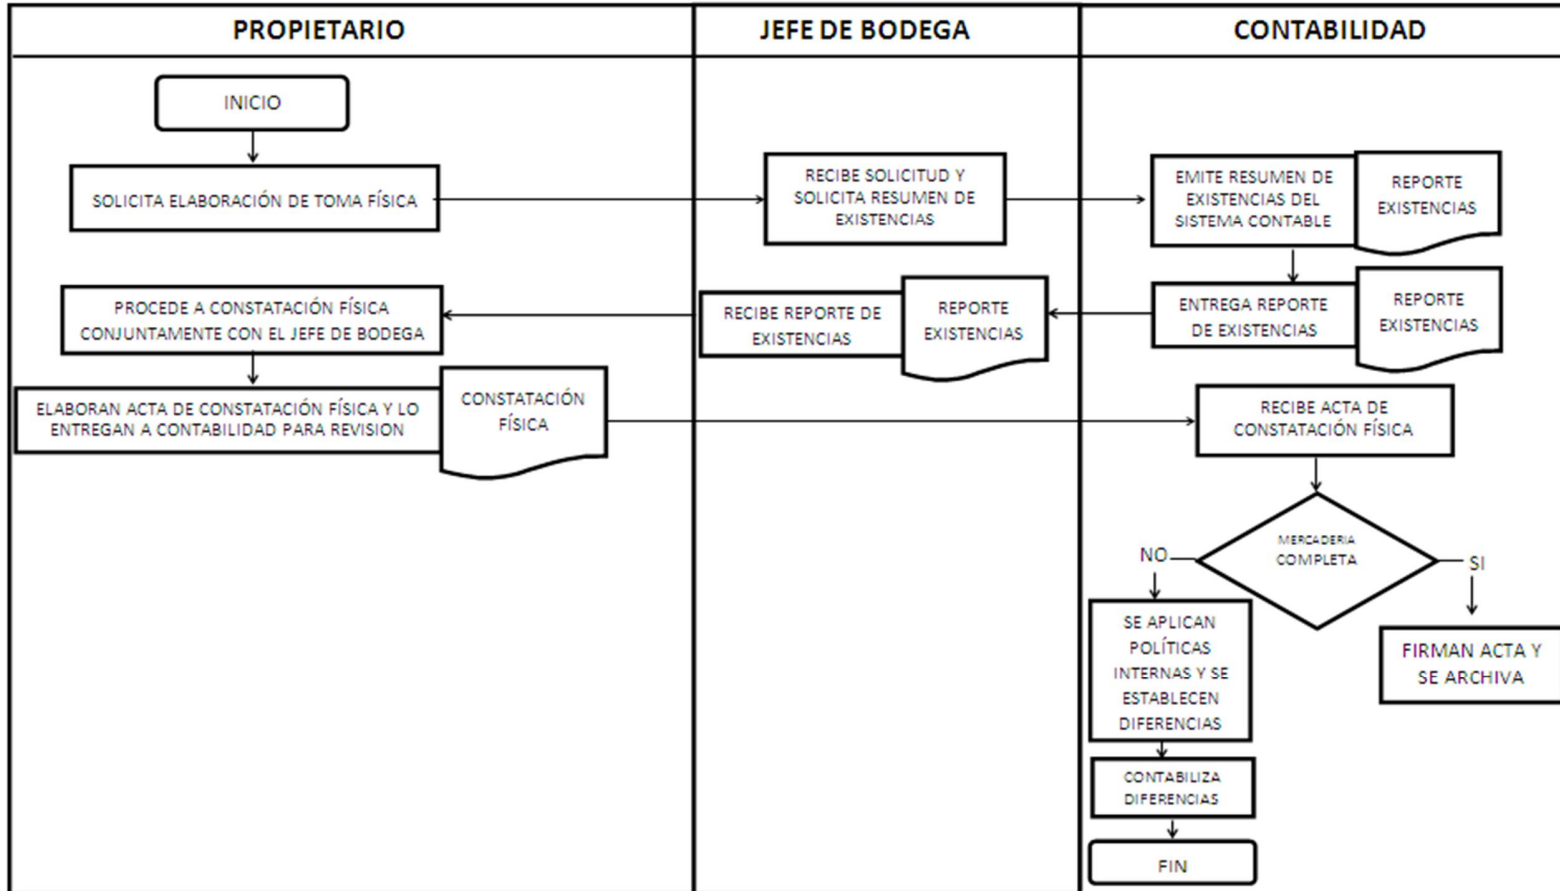 PROPIETARIO
JEFE DE BODEGA
CONTABILIDAD
INICIO
SOLICITA ELABORACIÓN DE TOMA FÍSICA
RECIBE SOLICITUD Y
SOLICITA RESUMEN DE
EXISTENCIAS
EMITE RESUMEN DE
EXISTENCIAS DEL
SISTEMA CONTABLE
REPORTE
EXISTENCIAS
PROCEDE A CONSTATACIÓN FÍSICA
CONJUNTAMENTE CON EL JEFE DE BODEGA
RECIBE REPORTE DE
EXISTENCIAS
REPORTE
EXISTENCIAS
ENTREGA REPORTE
DE EXISTENCIAS
REPORTE
EXISTENCIAS
ELABORAN ACTA DE CONSTATACIÓN FÍSICA Y LO
ENTREGAN A CONTABILIDAD PARA REVISION
CONSTATACIÓN
FÍSICA
RECIBE ACTA DE
CONSTATACIÓN FÍSICA
MERCADERIA
COMPLETA
NO
SI
SE APLICAN
POLÍTICAS
INTERNAS Y SE
ESTABLECEN
DIFERENCIAS
FIRMAN ACTA Y
SE ARCHIVA
CONTABILIZA
DIFERENCIAS
FIN